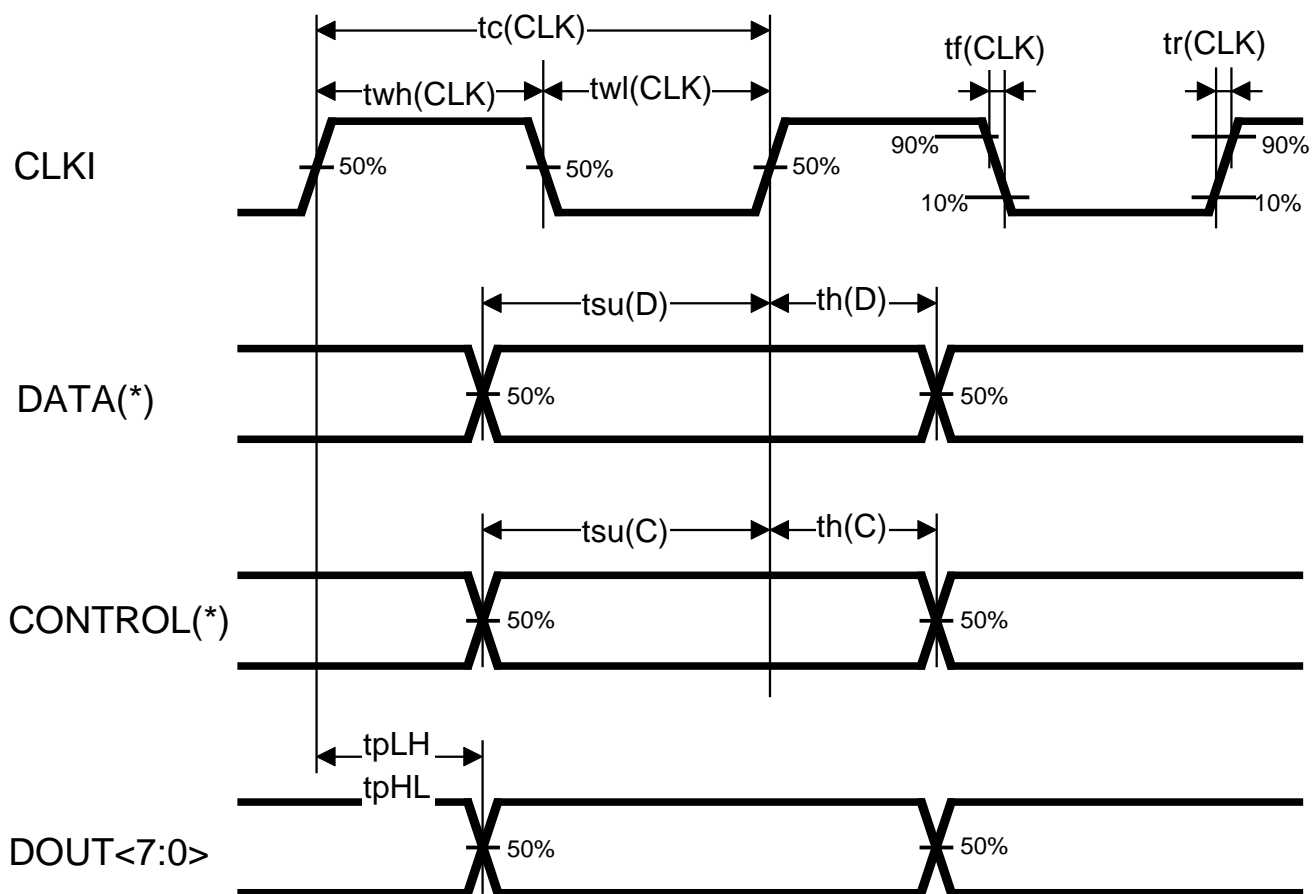 tc(CLK)
tf(CLK)
tr(CLK)
twh(CLK)
twl(CLK)
CLKI
50%
50%
50%
90%
10%
90%
10%
tsu(D)
th(D)
DATA(*)
50%
50%
tsu(C)
th(C)
CONTROL(*)
50%
50%
tpLH
tpHL
DOUT<7:0>
50%
50%